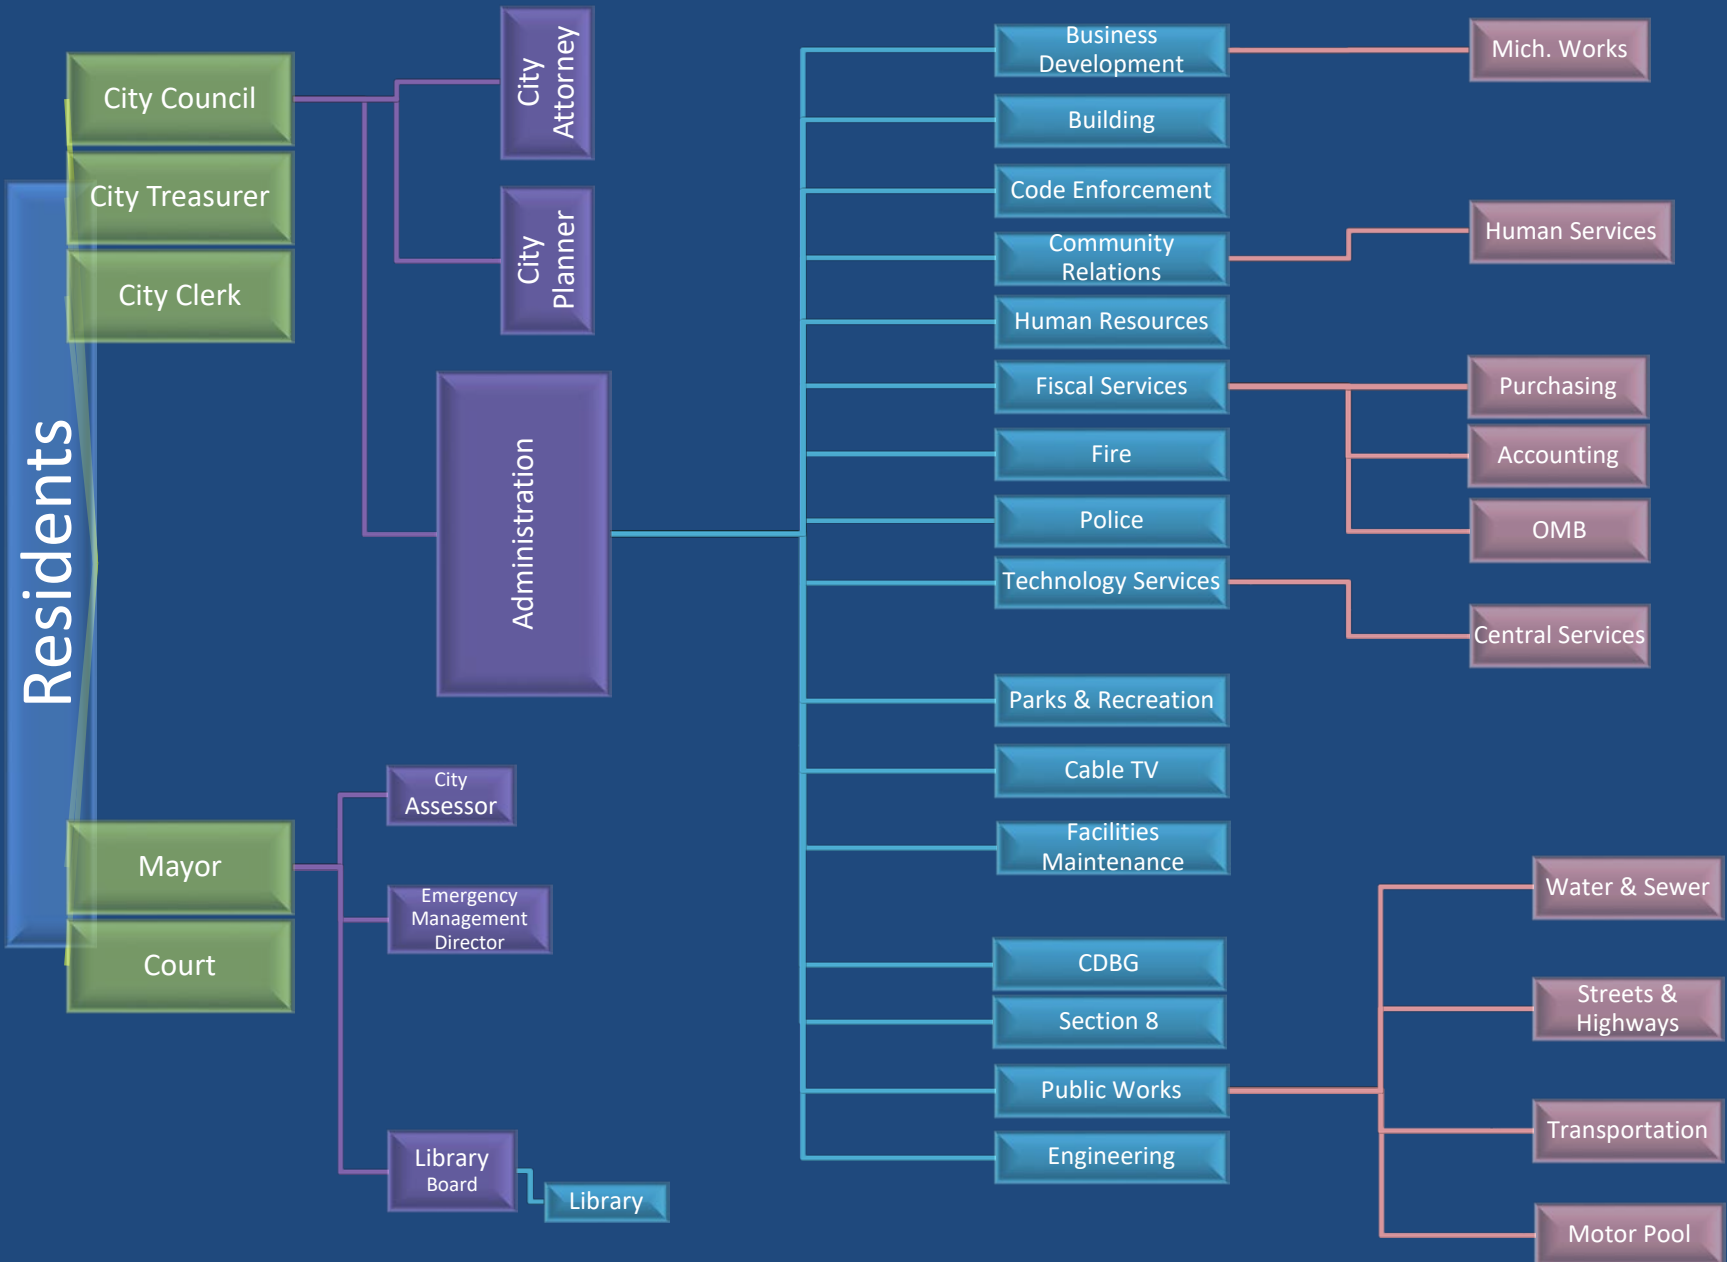 Residents
City Council
City Treasurer
City Clerk
Mayor
Court
City
Attorney
City
Planner
Administration
City
Assessor
Emergency
Management
Director
Library
Board
Library
Business
Development
Building
Code Enforcement
Community
Relations
Human Resources
Fiscal Services
Fire
Police
Technology Services
Parks & Recreation
Cable TV
Facilities
Maintenance
CDBG
Section 8
Public Works
Engineering
Mich. Works
Human Services
Purchasing
Accounting
OMB
Central Services
Water & Sewer
Streets &
Highways
Transportation
Motor Pool